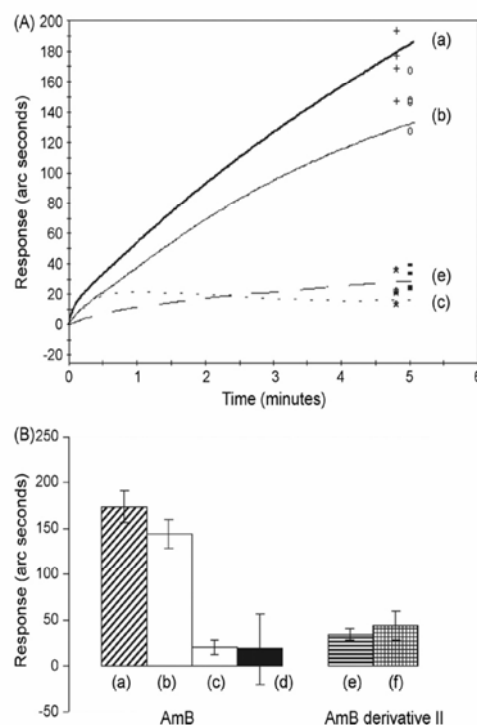 (A)
200
180
160
140
120
100
80
60
40
20
0
-20
Response (arc seconds)
(a)
(b)
(e)
(c)
0 1 2 3 4 5 6
Time (minutes)
(B)
250
200
150
100
50
0
-50
Response (arc seconds)
(a) (b) (c) (d) (e) (f)
AmB AmB derivative II